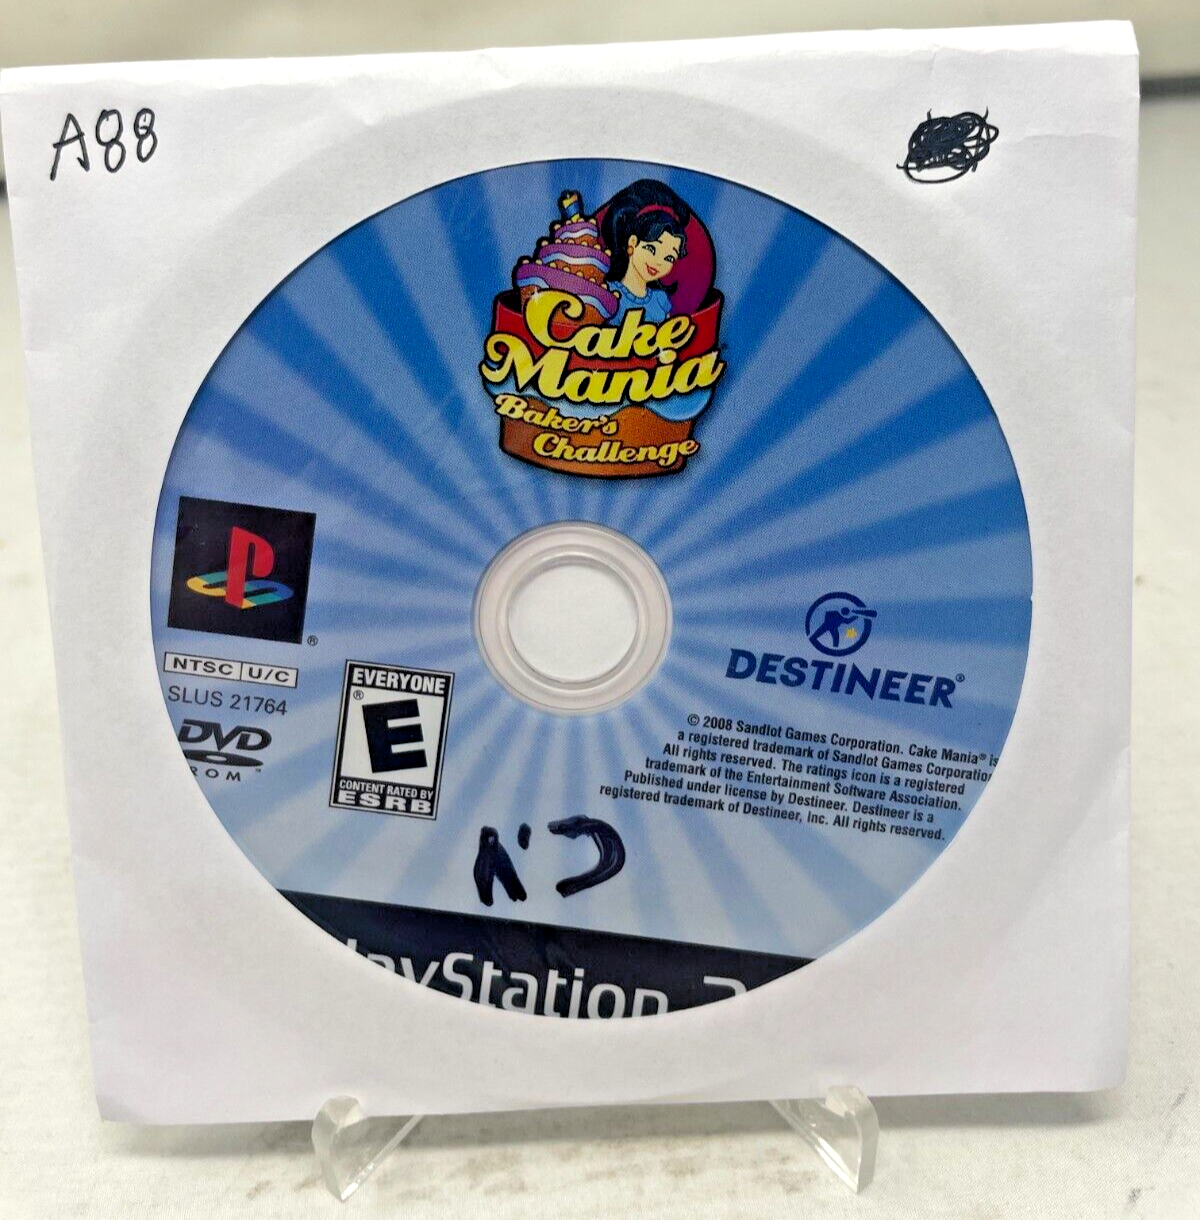 A88
Cake
Mania
Baker's
Challenge
®
NTSC U/C
SLUS 21764
DVD
ROM™
EVERYONE
®
E
CONTENT RATED BY
ESRB
DESTINEER®
© 2008 Sandlot Games Corporation. Cake Mania® is
a registered trademark of Sandlot Games Corporation
All rights reserved. The ratings icon is a registered
trademark of the Entertainment Software Association.
Published under license by Destineer. Destineer is a
registered trademark of Destineer, Inc. All rights reserved.
PlayStation 2